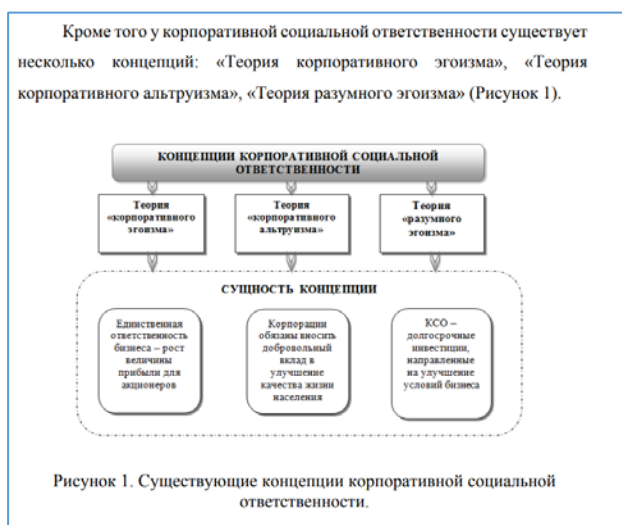 Кроме того у корпоративной социальной ответственности существует
несколько концепций: «Теория корпоративного эгоизма», «Теория
корпоративного альтруизма», «Теория разумного эгоизма» (Рисунок 1).
КОНЦЕПЦИИ КОРПОРАТИВНОЙ СОЦИАЛЬНОЙ
ОТВЕТСТВЕННОСТИ
Теория
«корпоративного
эгоизма»
Теория
«корпоративного
альтруизма»
Теория
«разумного
эгоизма»
СУЩНОСТЬ КОНЦЕПЦИИ
Единственная
ответственность
бизнеса – рост
величины
прибыли для
акционеров
Корпорации
обязаны вносить
добровольный
вклад в
улучшение
качества жизни
населения
КСО –
долгосрочные
инвестиции,
направленные
на улучшение
условий бизнеса
Рисунок 1. Существующие концепции корпоративной социальной
ответственности.